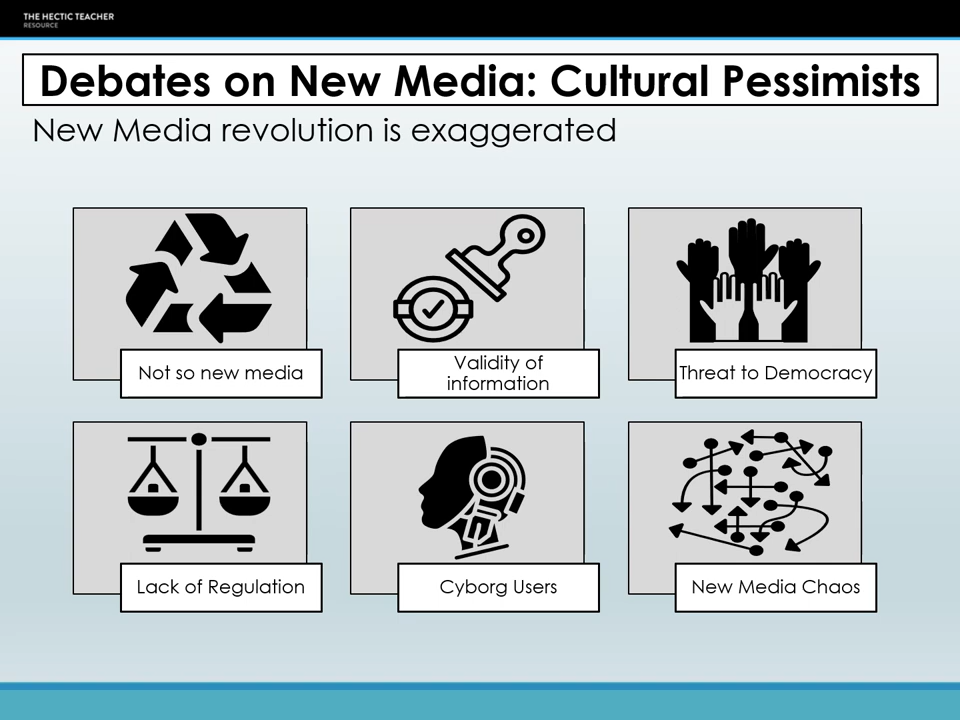 THE HECTIC TEACHER
RESOURCE
Debates on New Media: Cultural Pessimists
New Media revolution is exaggerated
Not so new media
Validity of
information
Threat to Democracy
Lack of Regulation
Cyborg Users
New Media Chaos